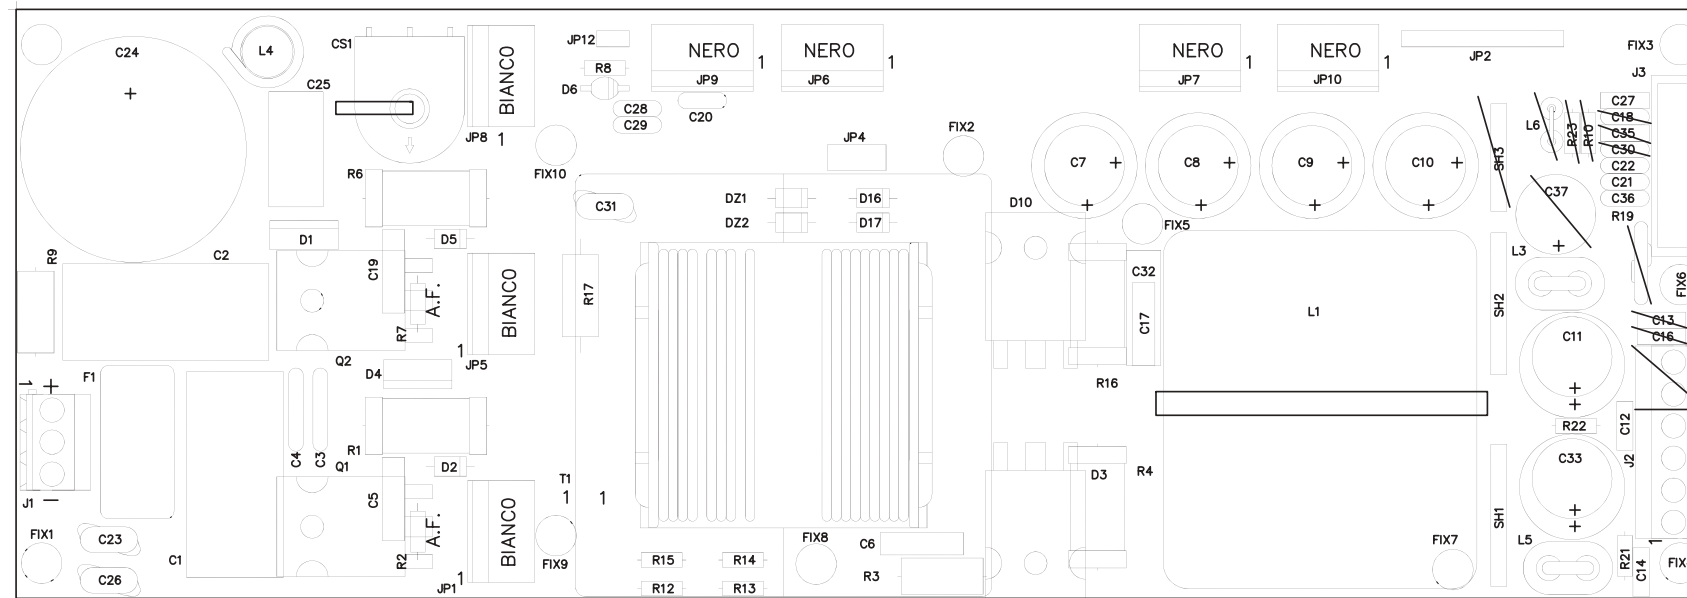 C24
L4
CS1
C25
BIANCO
JP8
1
JP12
R8
D6
C28
C29
NERO
1
JP9
C20
NERO
1
JP6
NERO
1
JP7
NERO
1
JP10
JP2
FIX3
J3
C27
C18
C35
C30
C22
C21
C36
R19
L6
R23
R10
SH3
C37
L3
FIX10
FIX2
JP4
C7
C8
C9
C10
R6
D1
D5
C2
R9
C19
A.F.
R7
Q2
BIANCO
1
JP5
C31
DZ1
DZ2
D16
D17
D10
FIX5
R17
C32
C17
L1
SH2
FIX6
C13
C16
C11
R16
D4
F1
1
+
J1
C4
C3
R1
Q1
D2
C5
A.F.
R2
BIANCO
1
JP1
T1
1
1
D3
R4
R22
C12
C33
J2
SH1
L5
R21
C14
1
FIX1
C23
C26
C1
FIX9
R15
R14
R12
R13
FIX8
C6
R3
FIX7
FIX